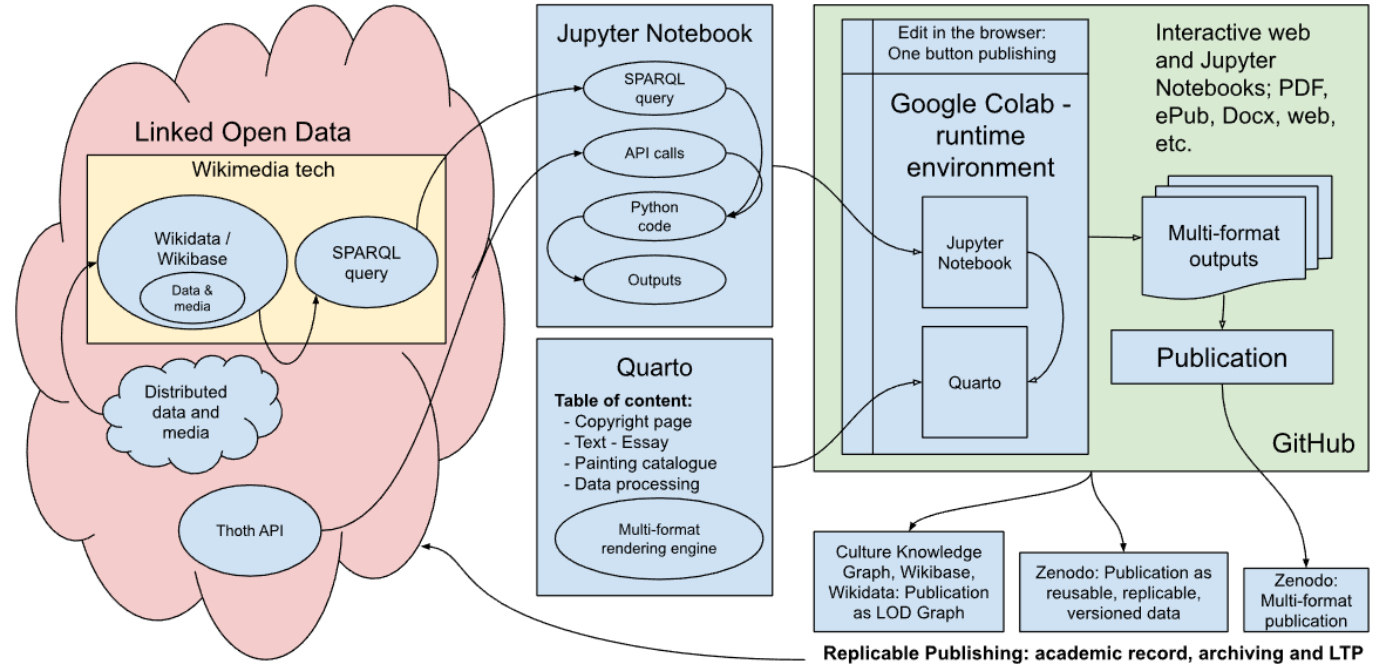 Linked Open Data
Wikimedia tech
Wikidata /
Wikibase
Data &
media
SPARQL
query
Distributed
data and
media
Thoth API
Jupyter Notebook
SPARQL
query
API calls
Python
code
Outputs
Quarto
Table of content:
- Copyright page
- Text - Essay
- Painting catalogue
- Data processing
Multi-format
rendering engine
Edit in the browser:
One button publishing
Google Colab -
runtime
environment
Jupyter
Notebook
Quarto
Interactive web
and Jupyter
Notebooks; PDF,
ePub, Docx, web,
etc.
Multi-format
outputs
Publication
GitHub
Culture Knowledge
Graph, Wikibase,
Wikidata: Publication
as LOD Graph
Zenodo: Publication as
reusable, replicable,
versioned data
Zenodo:
Multi-format
publication
Replicable Publishing: academic record, archiving and LTP